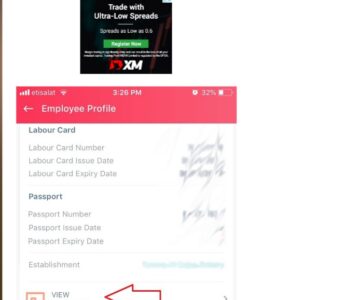 Trade with
Ultra-Low Spreads
Spreads as Low as 0.6
Register Now
XM
etisalat 3:26 PM 32%
← Employee Profile
Labour Card
Labour Card Number
Labour Card Issue Date
Labour Card Expiry Date
Passport
Passport Number
Passport Issue Date
Passport Expiry Date
Establishment
VIEW